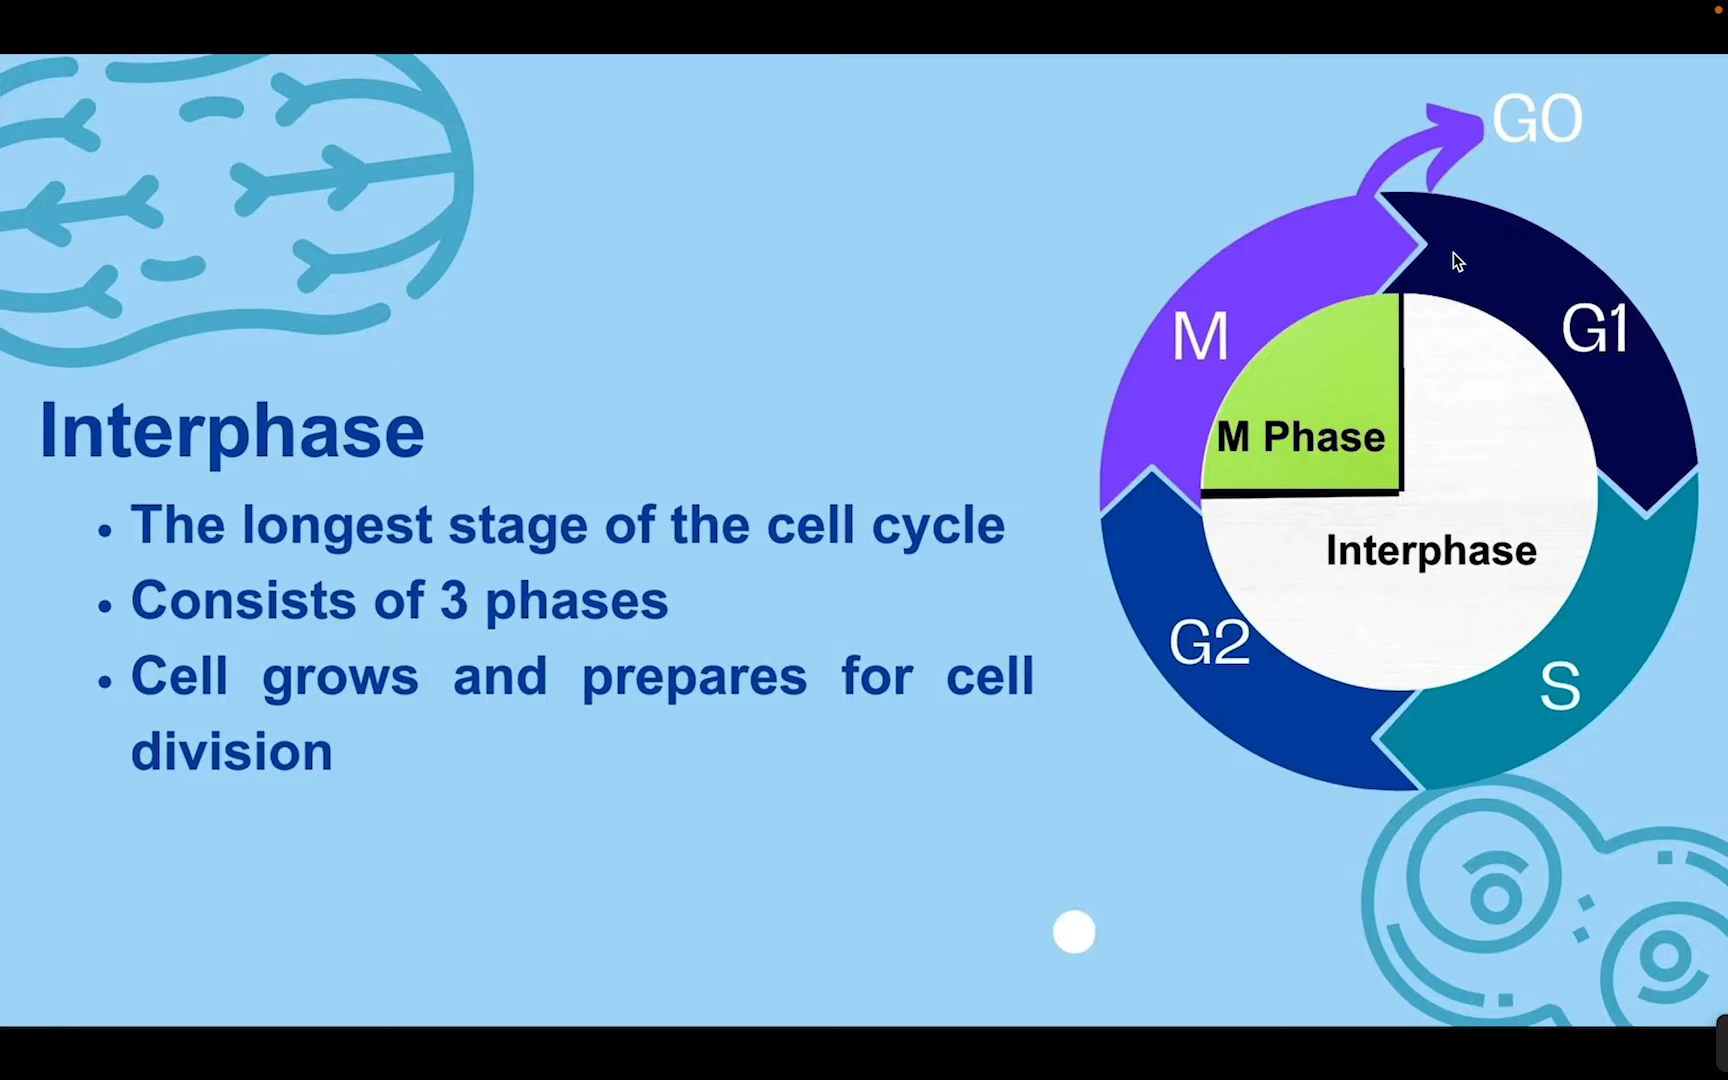 Interphase
• The longest stage of the cell cycle
• Consists of 3 phases
• Cell grows and prepares for cell
division
G0
M
G1
M Phase
Interphase
G2
S